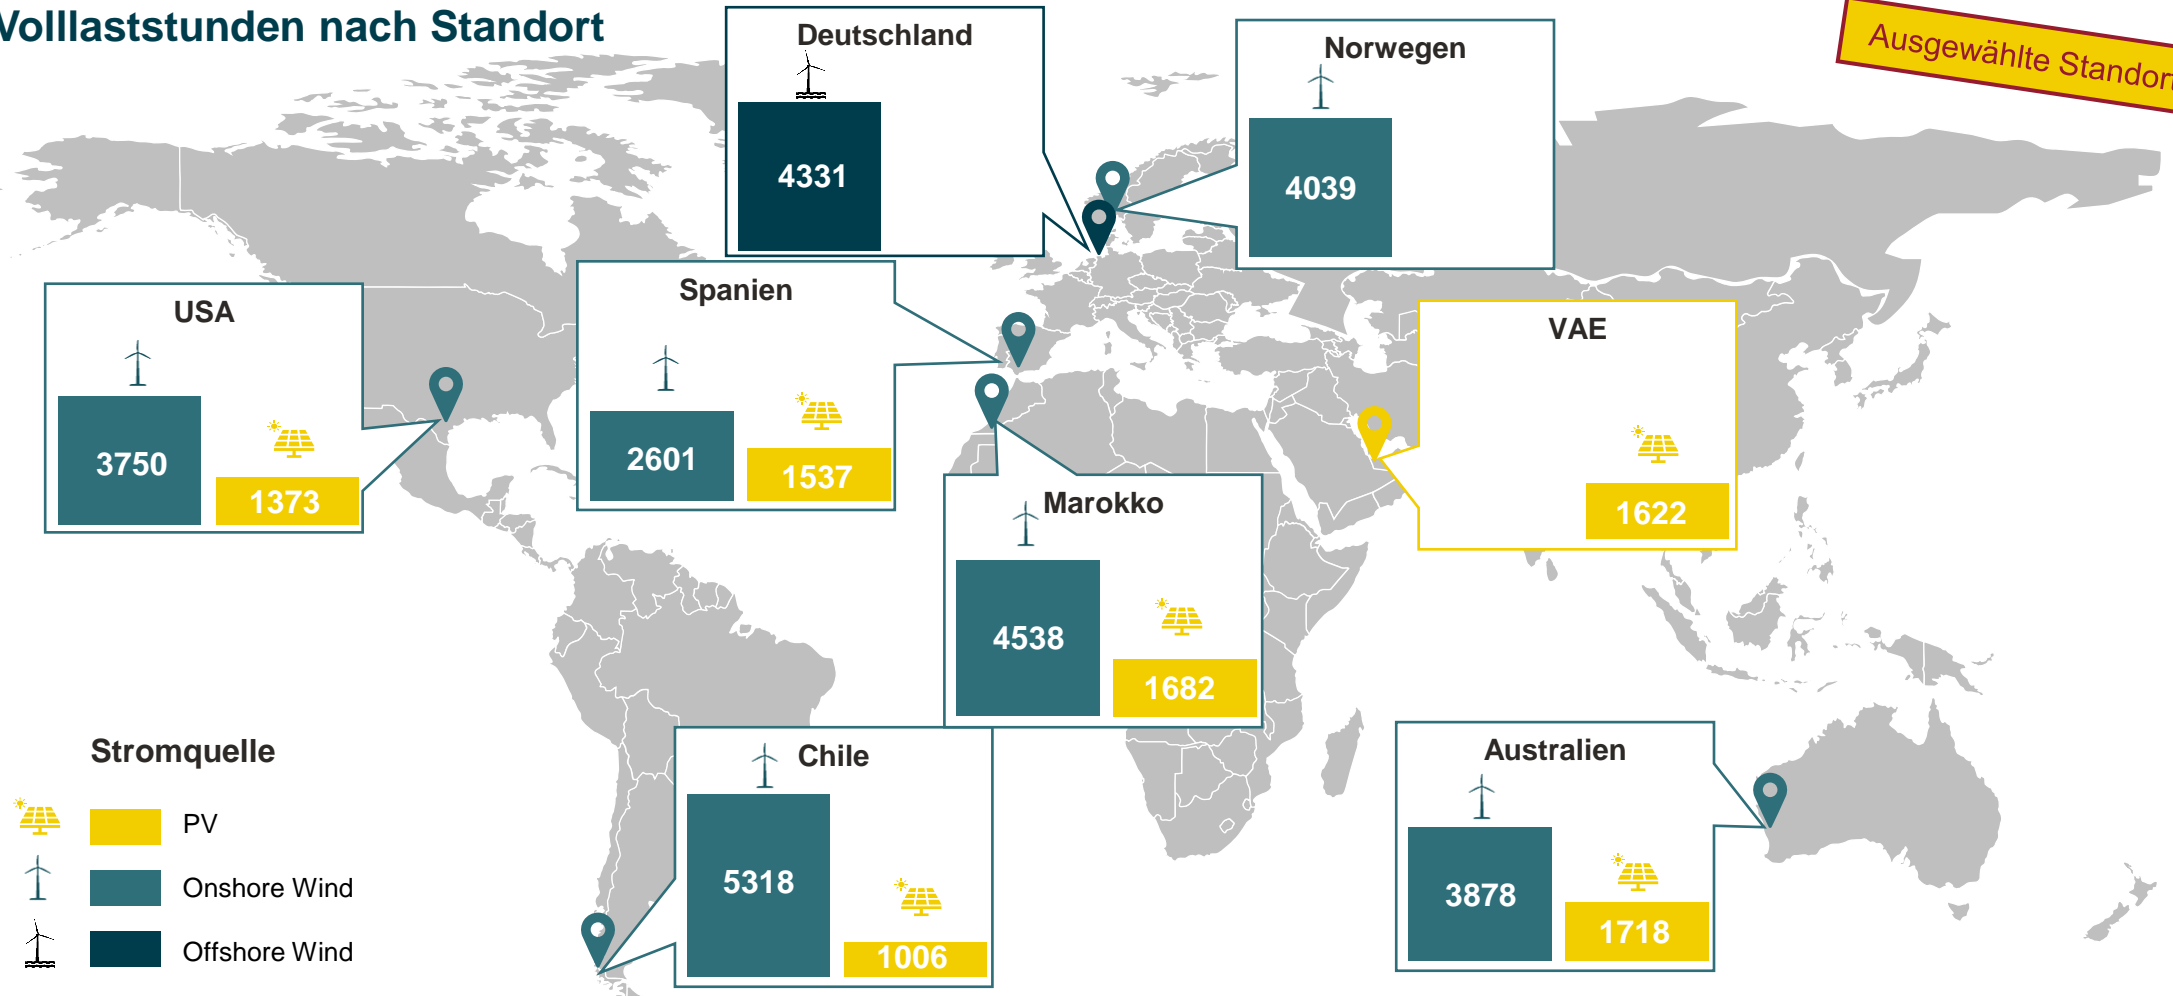 Volllaststunden nach Standort
Ausgewählte Standort
Deutschland
4331
Norwegen
4039
USA
3750
1373
Spanien
2601
1537
VAE
1622
Marokko
4538
1682
Chile
5318
1006
Australien
3878
1718
Stromquelle
PV
Onshore Wind
Offshore Wind